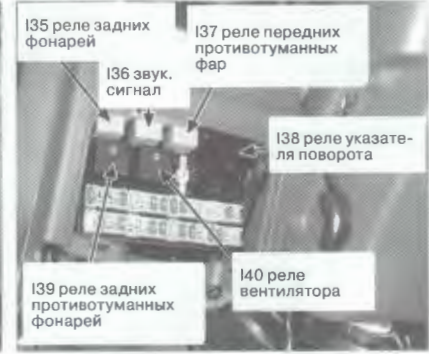 I35 реле задних
фонарей
I36 звук.
сигнал
I37 реле передних
противотуманных
фар
I38 реле указате-
ля поворота
I39 реле задних
противотуманных
фонарей
I40 реле
вентилятора